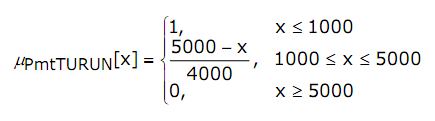 μPmtTURUN[x] = { 1, x ≤ 1000
5000 − x / 4000, 1000 ≤ x ≤ 5000
0, x ≥ 5000